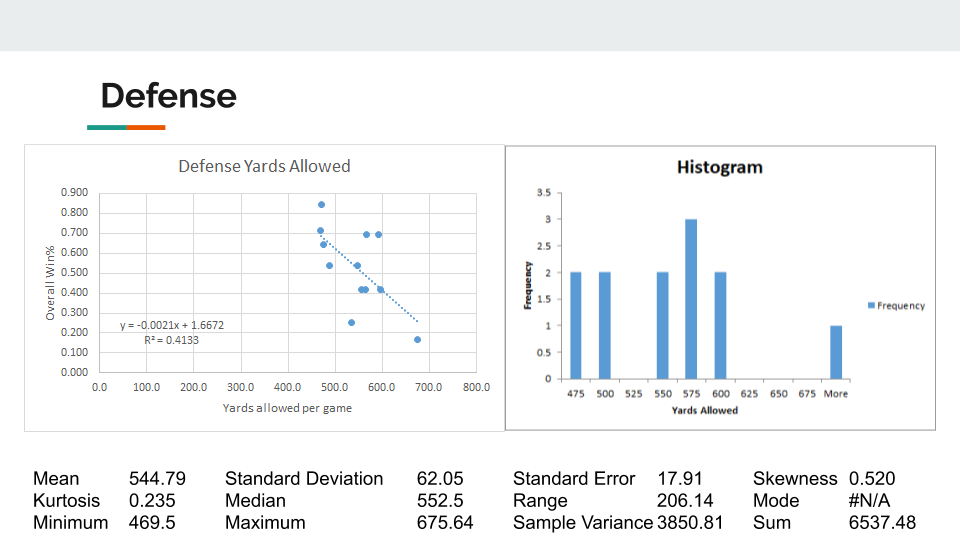 Defense
Defense Yards Allowed
0.900
0.800
0.700
0.600
0.500
0.400
0.300
0.200
0.100
0.000
Overall Win%
y = -0.0021x + 1.6672
R² = 0.4133
0.0 100.0 200.0 300.0 400.0 500.0 600.0 700.0 800.0
Yards allowed per game
Histogram
3.5
3
2.5
2
1.5
1
0.5
0
Frequency
Frequency
475 500 525 550 575 600 625 650 675 More
Yards Allowed
Mean 544.79 Standard Deviation 62.05 Standard Error 17.91 Skewness 0.520
Kurtosis 0.235 Median 552.5 Range 206.14 Mode #N/A
Minimum 469.5 Maximum 675.64 Sample Variance 3850.81 Sum 6537.48